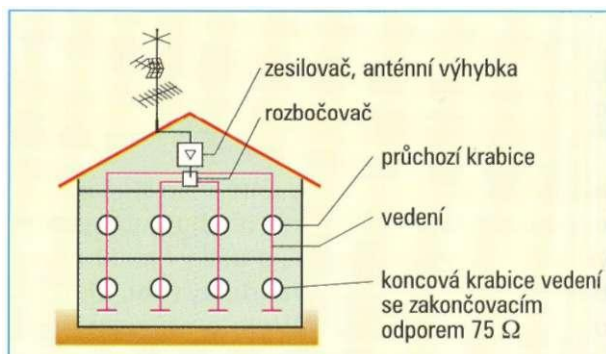 zesilovač, anténní výhybka
rozbočovač
průchozí krabice
vedení
koncová krabice vedení
se zakončovacím
odporem 75 Ω